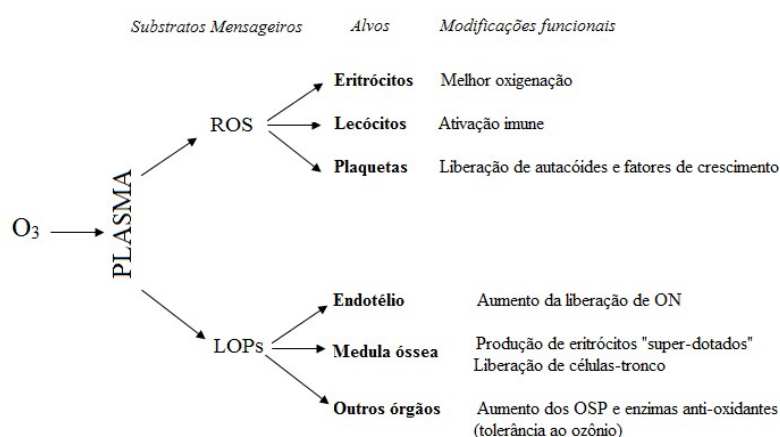 Substratos Mensageiros Alvos Modificações funcionais
Eritrócitos Melhor oxigenação
ROS Lecócitos Ativação imune
Plaquetas Liberação de autacóides e fatores de crescimento
O₃ PLASMA
Endotélio Aumento da liberação de ON
LOPs Medula óssea Produção de eritrócitos "super-dotados"
Liberação de células-tronco
Outros órgãos Aumento dos OSP e enzimas anti-oxidantes
(tolerância ao ozônio)